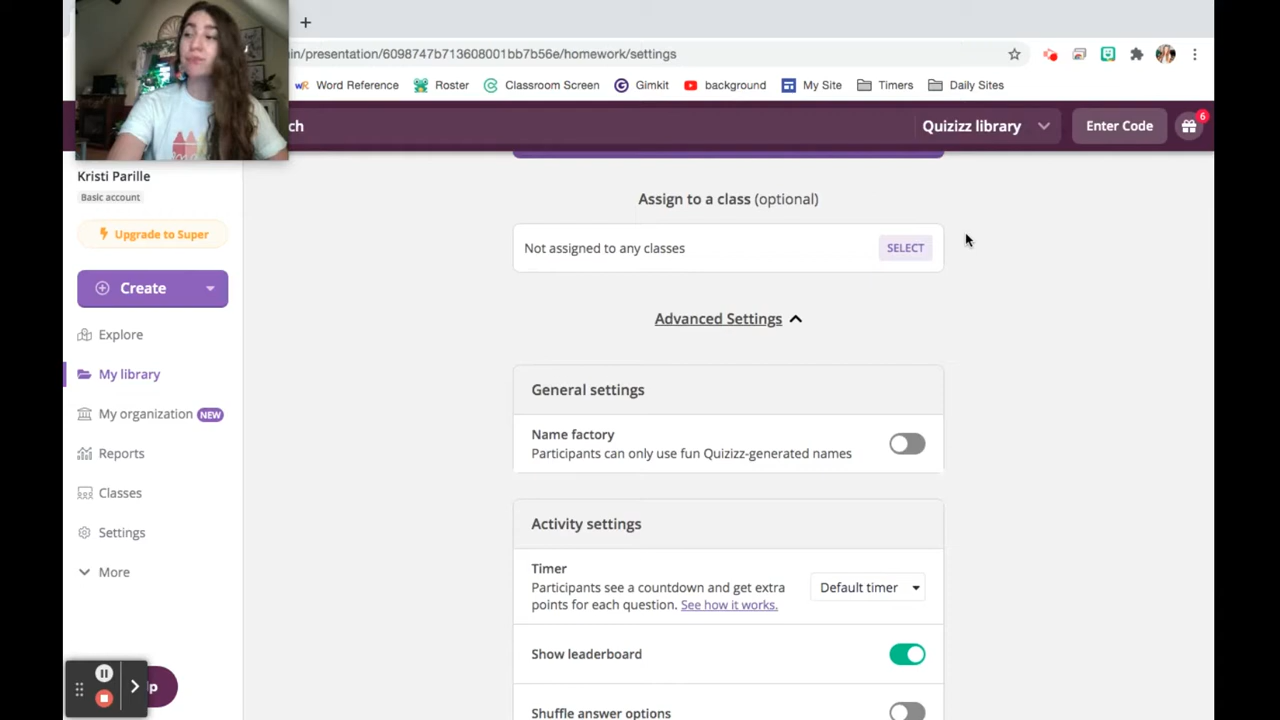 in/presentation/6098747b713608001bb7b56e/homework/settings
Word Reference
Roster
Classroom Screen
Gimkit
background
My Site
Timers
Daily Sites
ch
Quizizz library
Enter Code
6
Kristi Parille
Basic account
Upgrade to Super
Create
Explore
My library
My organization NEW
Reports
Classes
Settings
More
lp
Assign to a class (optional)
Not assigned to any classes
SELECT
Advanced Settings
General settings
Name factory
Participants can only use fun Quizizz-generated names
Activity settings
Timer
Participants see a countdown and get extra
points for each question. See how it works.
Default timer
Show leaderboard
Shuffle answer options